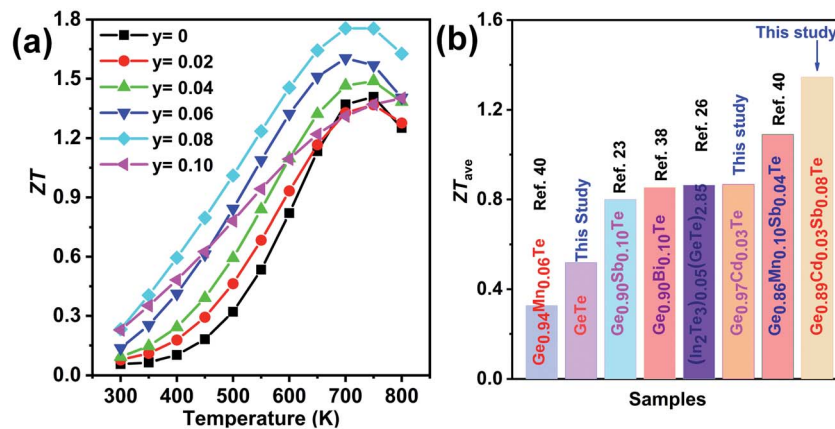 (a)
ZT
1.8
1.5
1.2
0.9
0.6
0.3
0.0
y= 0
y= 0.02
y= 0.04
y= 0.06
y= 0.08
y= 0.10
300 400 500 600 700 800
Temperature (K)
(b)
ZTave
1.6
1.2
0.8
0.4
0.0
Ge0.94Mn0.06Te Ref. 40
GeTe This Study
Ge0.90Sb0.10Te Ref. 23
Ge0.90Bi0.10Te Ref. 38
(In2Te3)0.05(GeTe)2.85 Ref. 26
Ge0.97Cd0.03Te This study
Ge0.86Mn0.10Sb0.04Te Ref. 40
This study
Ge0.89Cd0.03Sb0.08Te
Samples